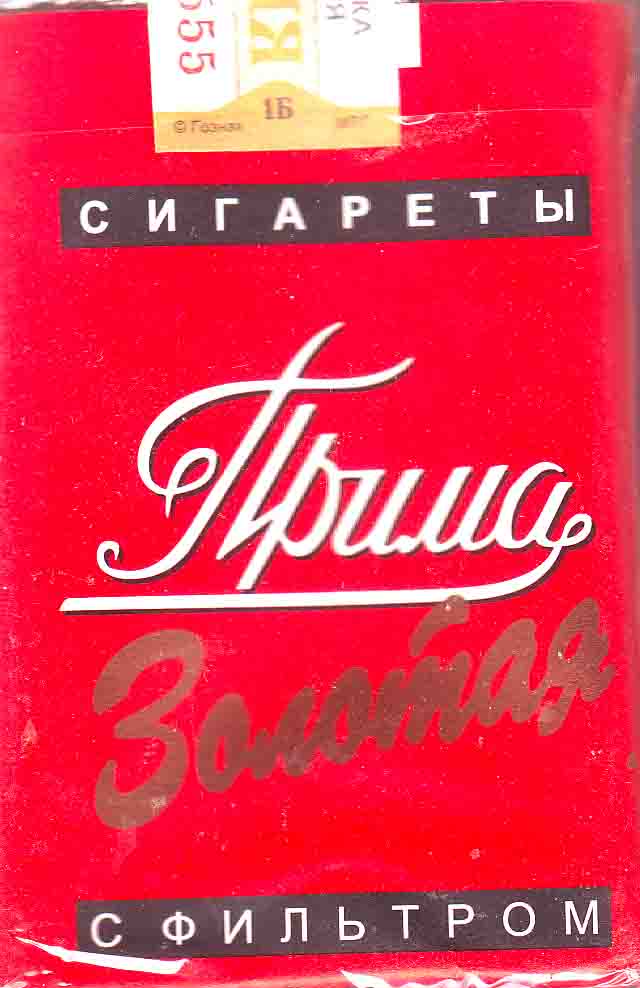 555
1Б
© Гознак
СИГАРЕТЫ
Прима
Золотая
С ФИЛЬТРОМ